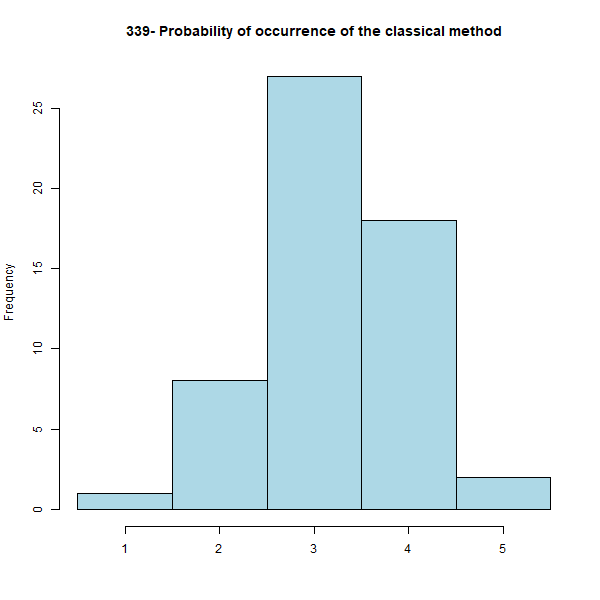 339- Probability of occurrence of the classical method
Frequency
25
20
15
10
5
0
1 2 3 4 5